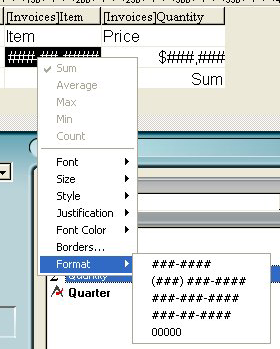 [Invoices]Item [Invoices]Quantity
Item Price
###-##-#### $####,##
Sum
Sum
Average
Max
Min
Count
Font
Size
Style
Justification
Font Color
Borders...
Format
###-####
(###) ###-####
###-###-####
###-##-####
00000
Quantity
Quarter